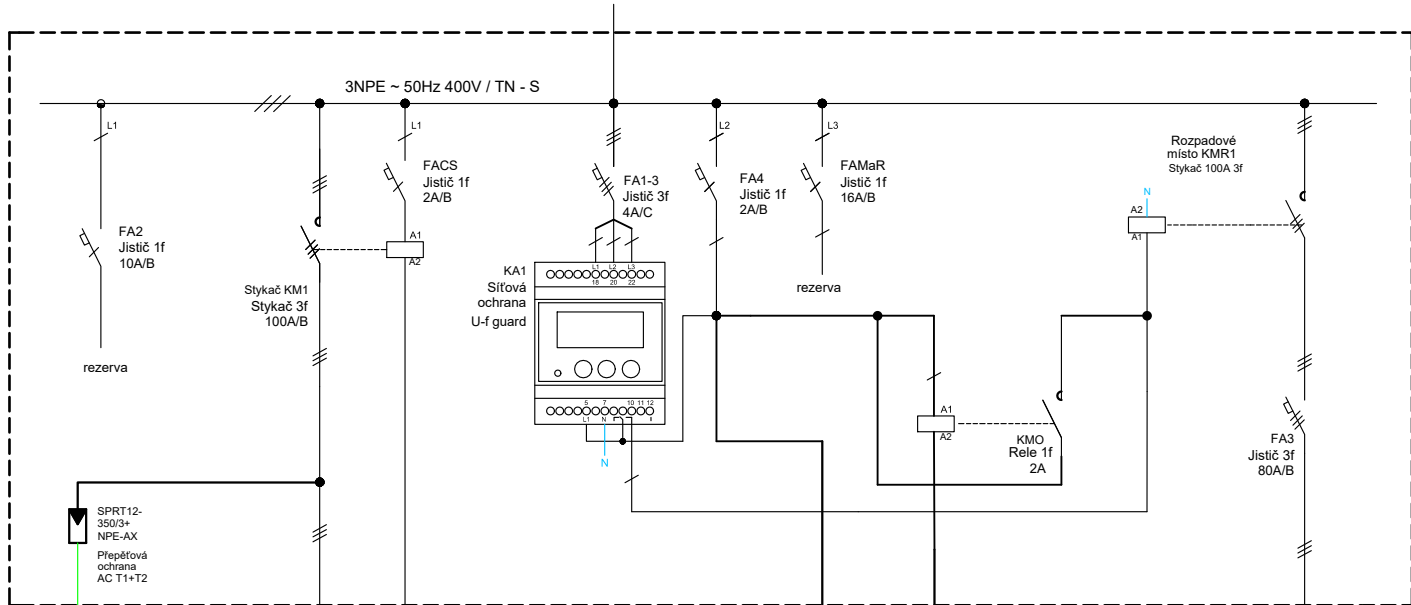 3NPE ~ 50Hz 400V / TN - S
L1
FA2
Jistič 1f
10A/B
rezerva
Stykač KM1
Stykač 3f
100A/B
L1
FACS
Jistič 1f
2A/B
A1
A2
SPRT12-
350/3+
NPE-AX
Přepěťová
ochrana
AC T1+T2
FA1-3
Jistič 3f
4A/C
KA1
Síťová
ochrana
U-f guard
L1 L2 L3
18 20 22
5 7 10 11 12
L1 N
N
L2
FA4
Jistič 1f
2A/B
L3
FAMaR
Jistič 1f
16A/B
rezerva
A1
A2
KMO
Rele 1f
2A
Rozpadové
místo KMR1
Stykač 100A 3f
N
A2
A1
FA3
Jistič 3f
80A/B